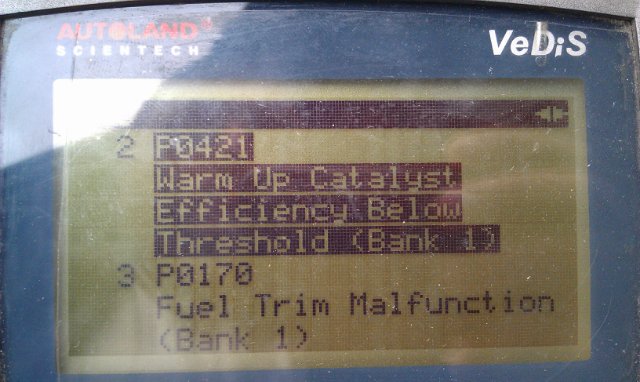 AUTOLAND
SCIENTECH
VeDiS
2 P0421
Warm Up Catalyst
Efficiency Below
Threshold (Bank 1)
3 P0170
Fuel Trim Malfunction
(Bank 1)